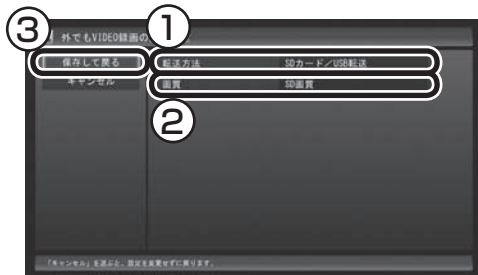 ③
外でもVIDEO録画の
①
保存して戻る
転送方法 SDカード／USB転送
キャンセル
画質 SD画質
②
「キャンセル」を選ぶと、設定を変更せずに戻ります。